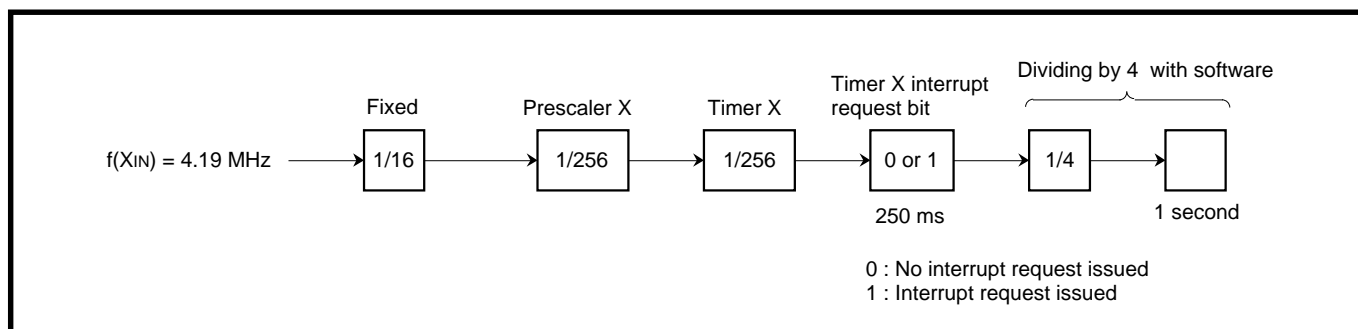 Dividing by 4 with software
Timer X interrupt
request bit
Fixed
Prescaler X
Timer X
f(XIN) = 4.19 MHz
1/16
1/256
1/256
0 or 1
1/4
250 ms
1 second
0 : No interrupt request issued
1 : Interrupt request issued